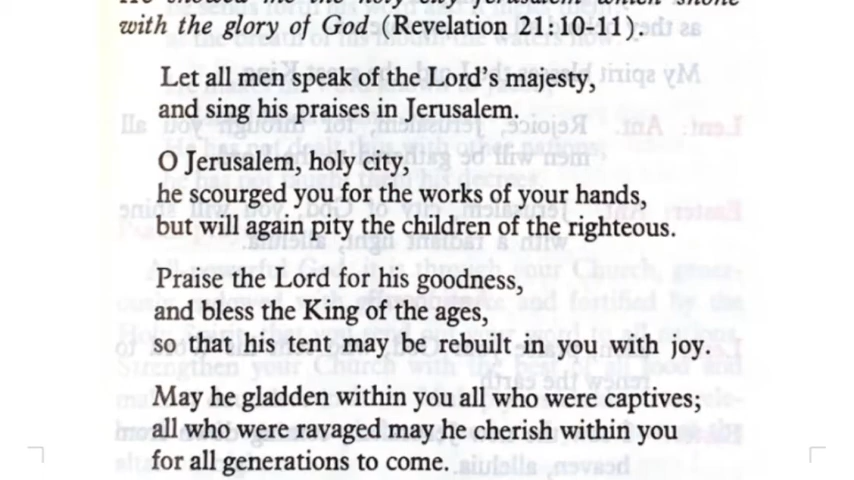 with the glory of God (Revelation 21:10-11).
Let all men speak of the Lord's majesty,
and sing his praises in Jerusalem.
O Jerusalem, holy city,
he scourged you for the works of your hands,
but will again pity the children of the righteous.
Praise the Lord for his goodness,
and bless the King of the ages,
so that his tent may be rebuilt in you with joy.
May he gladden within you all who were captives;
all who were ravaged may he cherish within you
for all generations to come.